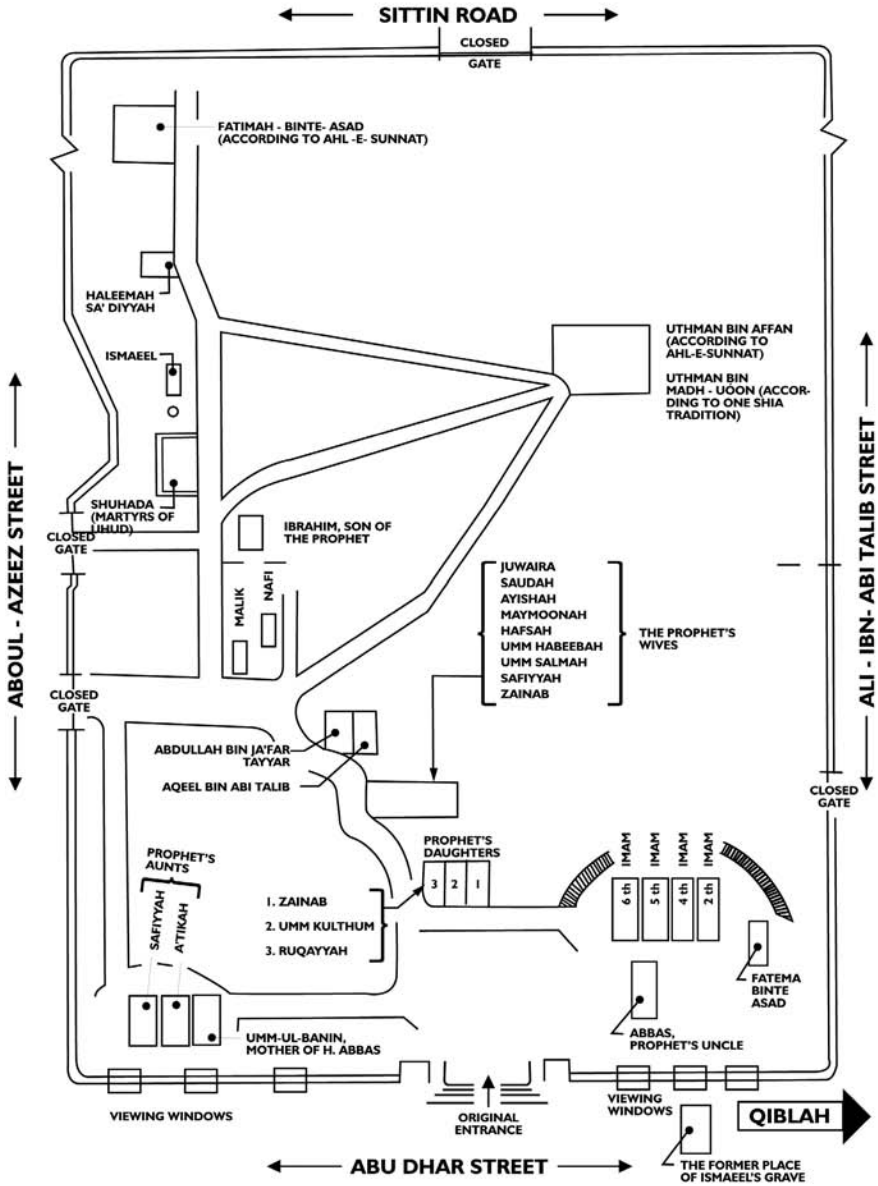 SITTIN ROAD
CLOSED
GATE
FATIMAH - BINTE- ASAD
(ACCORDING TO AHL -E- SUNNAT)
HALEEMAH
SA' DIYYAH
ISMAEEL
UTHMAN BIN AFFAN
(ACCORDING TO
AHL-E-SUNNAT)
UTHMAN BIN
MADH - UÓON (ACCOR-
DING TO ONE SHIA
TRADITION)
ABOUL - AZEEZ STREET
ALI - IBN- ABI TALIB STREET
SHUHADA
(MARTYRS OF
UHUD)
CLOSED
GATE
IBRAHIM, SON OF
THE PROPHET
MALIK
NAFI
JUWAIRA
SAUDAH
AYISHAH
MAYMOONAH
HAFSAH
UMM HABEEBAH
UMM SALMAH
SAFIYYAH
ZAINAB
THE PROPHET'S
WIVES
CLOSED
GATE
ABDULLAH BIN JA'FAR
TAYYAR
AQEEL BIN ABI TALIB
CLOSED
GATE
PROPHET'S
AUNTS
SAFIYYAH
A'TIKAH
PROPHET'S
DAUGHTERS
3 2 1
1. ZAINAB
2. UMM KULTHUM
3. RUQAYYAH
6 th IMAM
5 th IMAM
4 th IMAM
2 th IMAM
FATEMA
BINTE
ASAD
ABBAS,
PROPHET'S UNCLE
UMM-UL-BANIN,
MOTHER OF H. ABBAS
VIEWING WINDOWS
ORIGINAL
ENTRANCE
VIEWING
WINDOWS
QIBLAH
ABU DHAR STREET
THE FORMER PLACE
OF ISMAEEL'S GRAVE